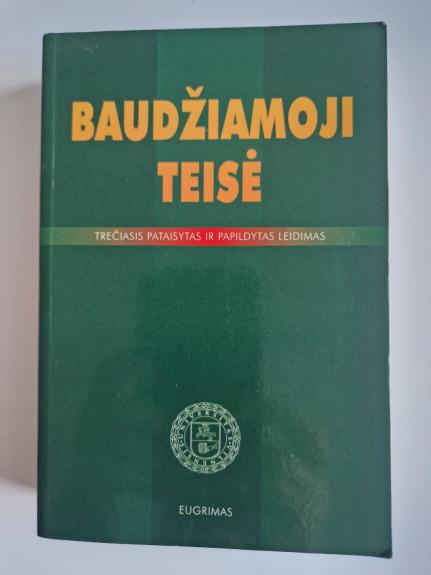 BAUDŽIAMOJI
TEISĖ
TREČIASIS PATAISYTAS IR PAPILDYTAS LEIDIMAS
EUGRIMAS